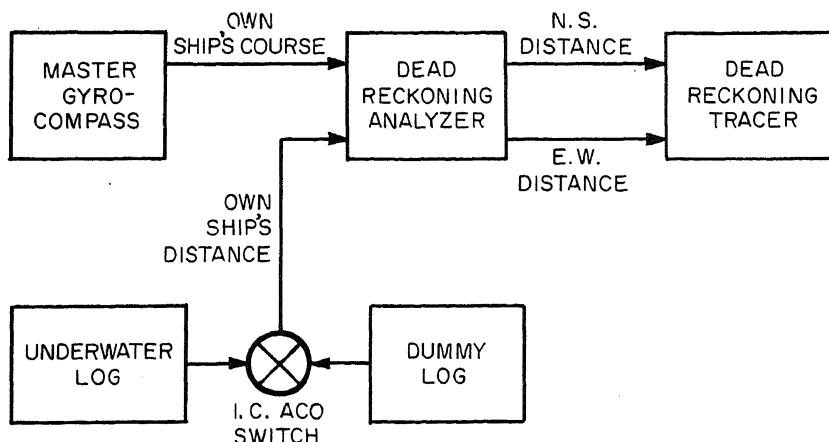 OWN
SHIP'S COURSE
N.S.
DISTANCE
MASTER
GYRO-
COMPASS
DEAD
RECKONING
ANALYZER
DEAD
RECKONING
TRACER
E.W.
DISTANCE
OWN
SHIP'S
DISTANCE
UNDERWATER
LOG
DUMMY
LOG
I.C. ACO
SWITCH